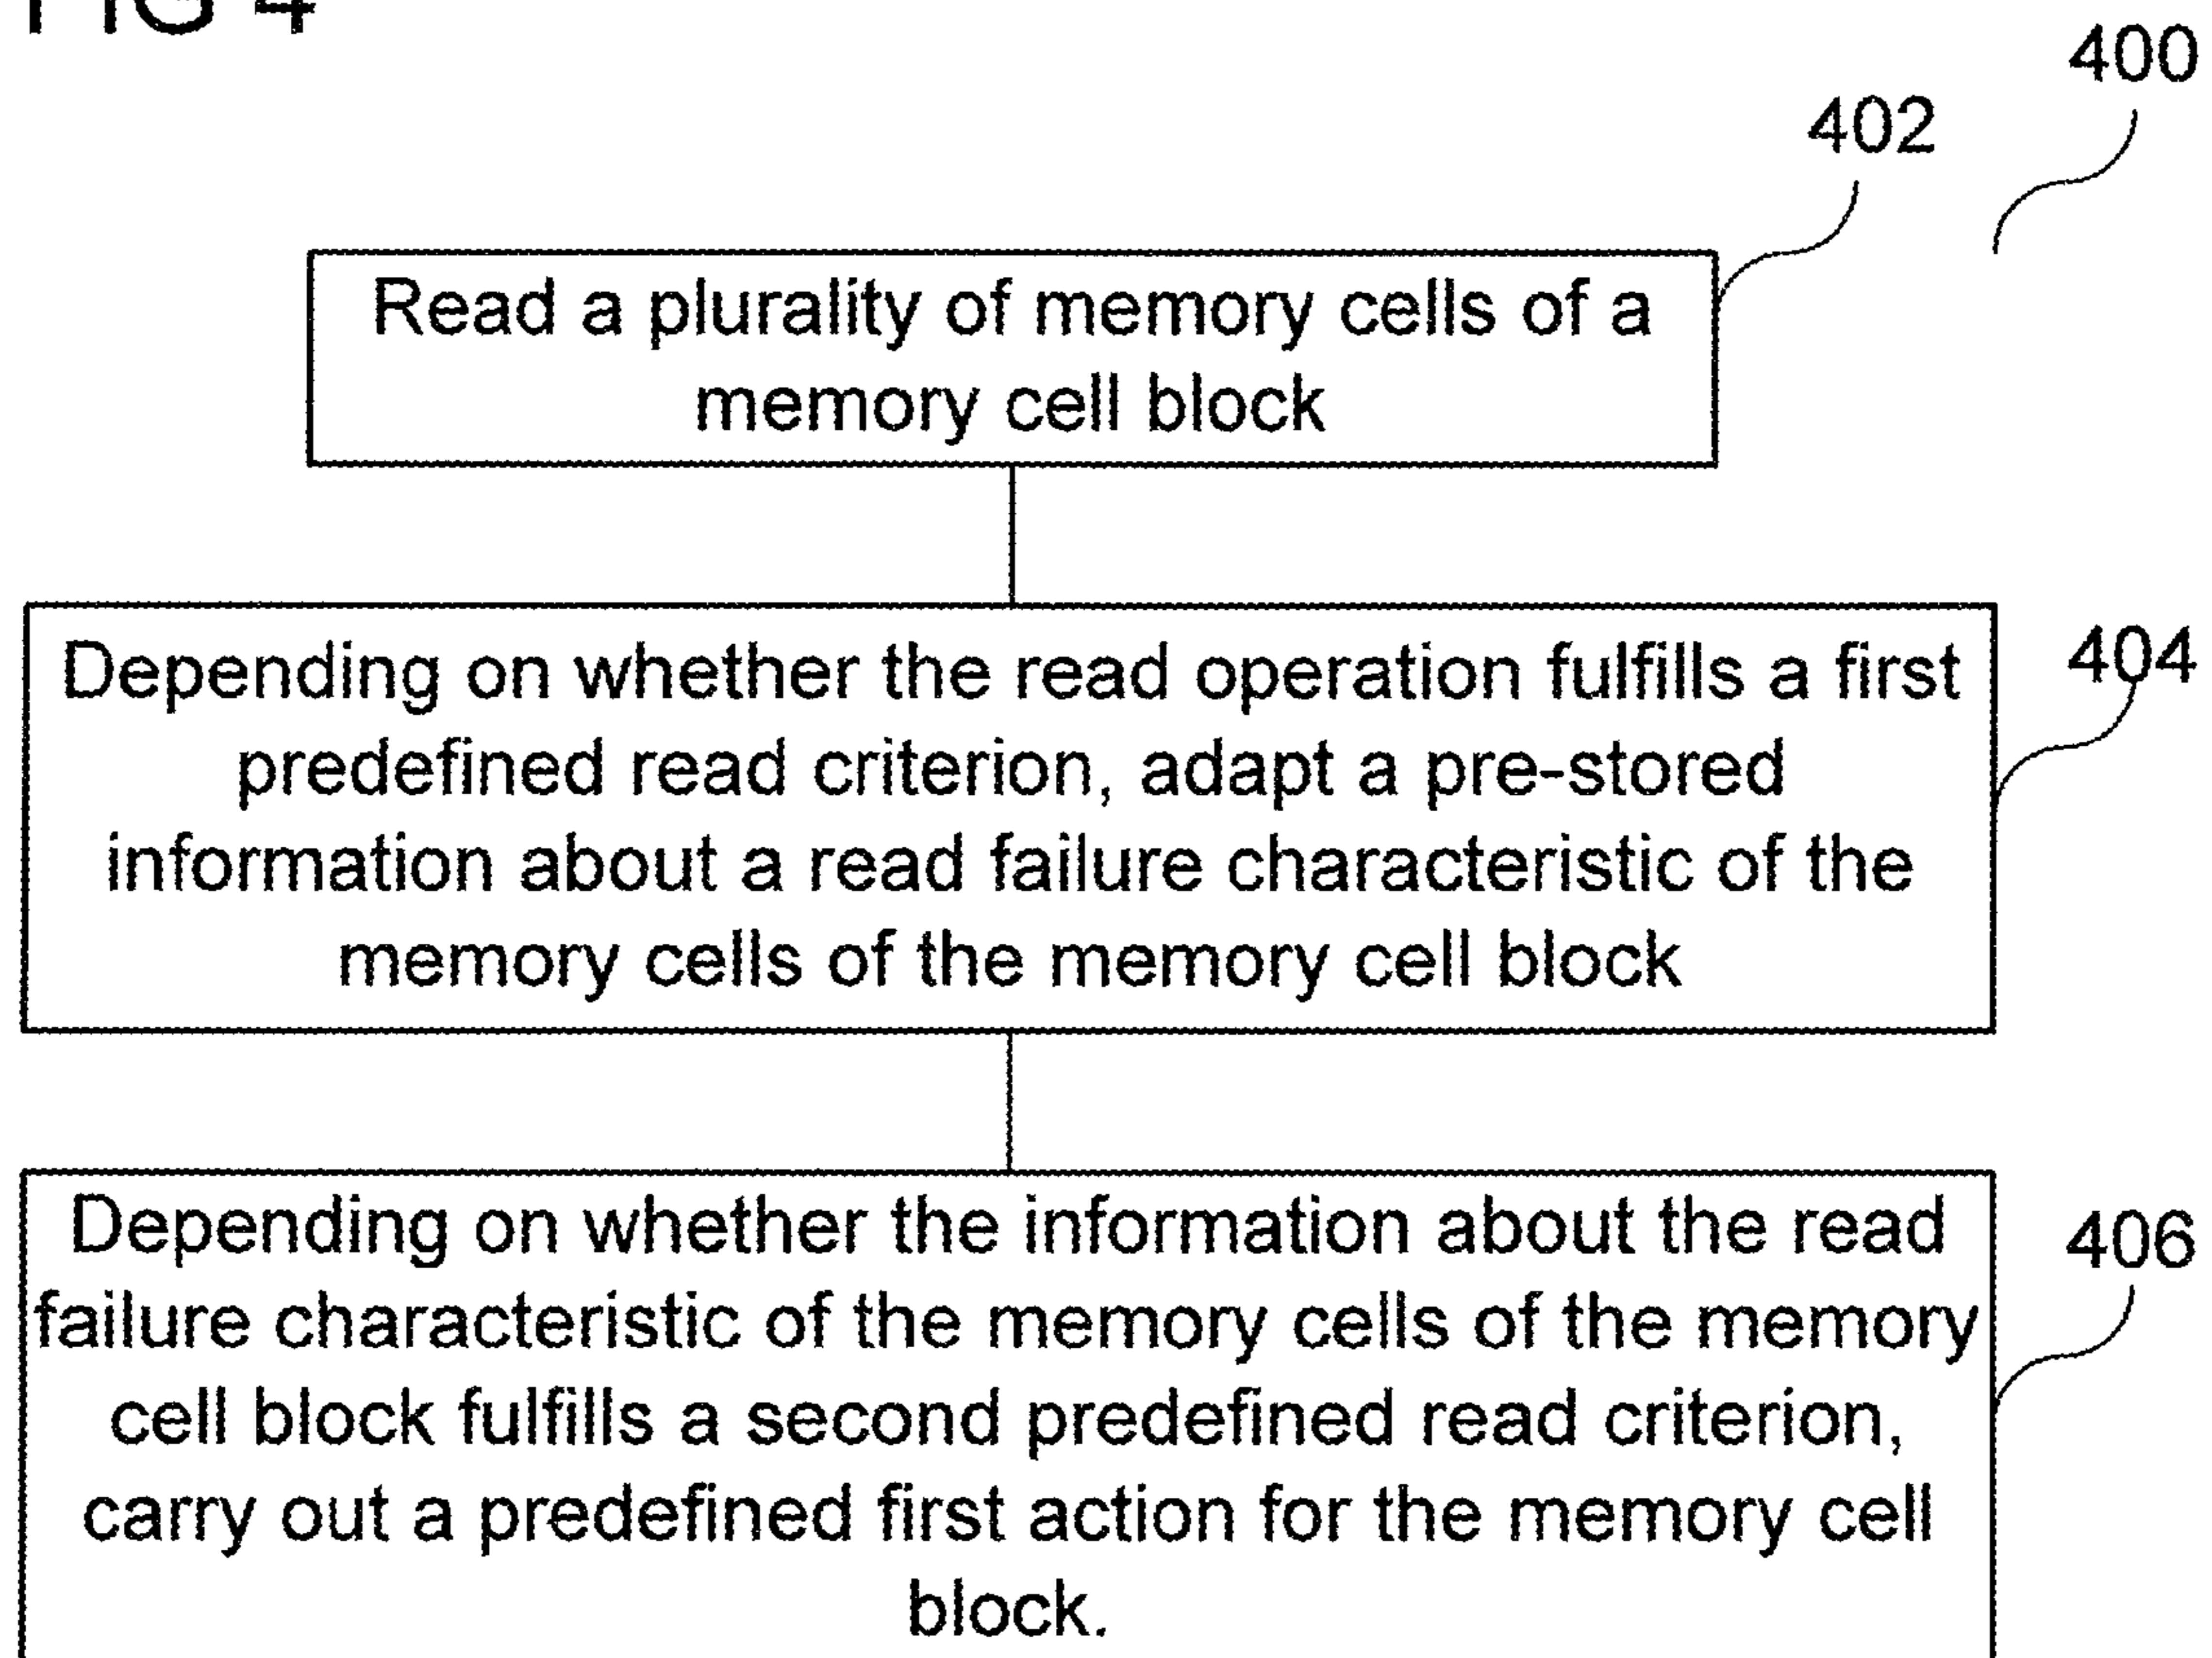 FIG 4
400
402
Read a plurality of memory cells of a
memory cell block
Depending on whether the read operation fulfills a first
predefined read criterion, adapt a pre-stored
information about a read failure characteristic of the
memory cells of the memory cell block
404
Depending on whether the information about the read
failure characteristic of the memory cells of the memory
cell block fulfills a second predefined read criterion,
carry out a predefined first action for the memory cell
block.
406